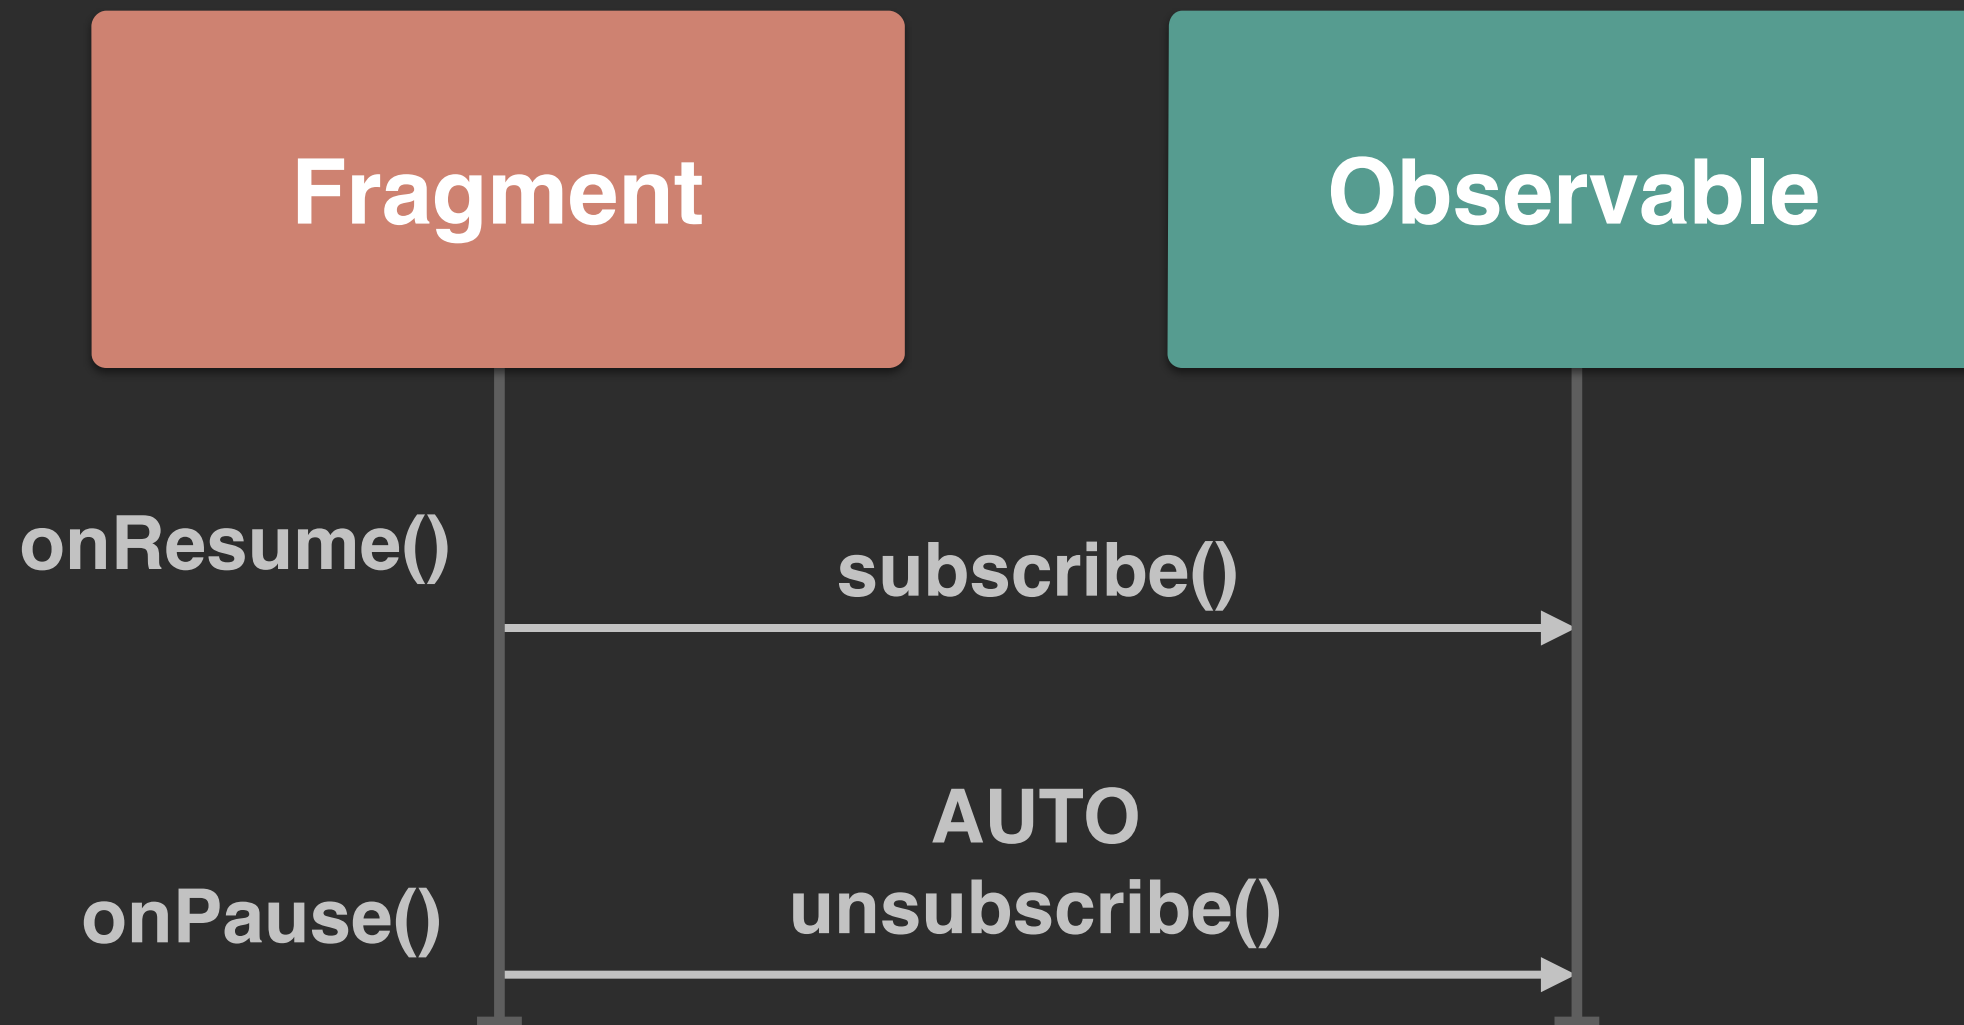 Fragment
Observable
onResume()
subscribe()
AUTO
unsubscribe()
onPause()